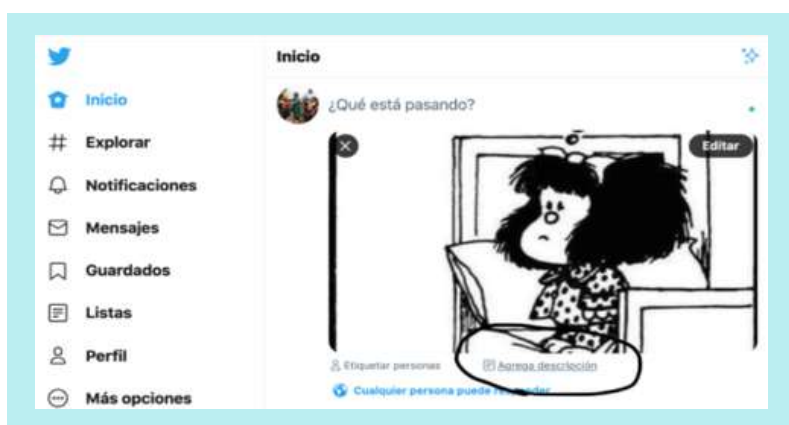 Inicio
Explorar
Notificaciones
Mensajes
Guardados
Listas
Perfil
Más opciones
Inicio
¿Qué está pasando?
Editar
Etiquetar personas
Agrega descripción
Cualquier persona puede responder